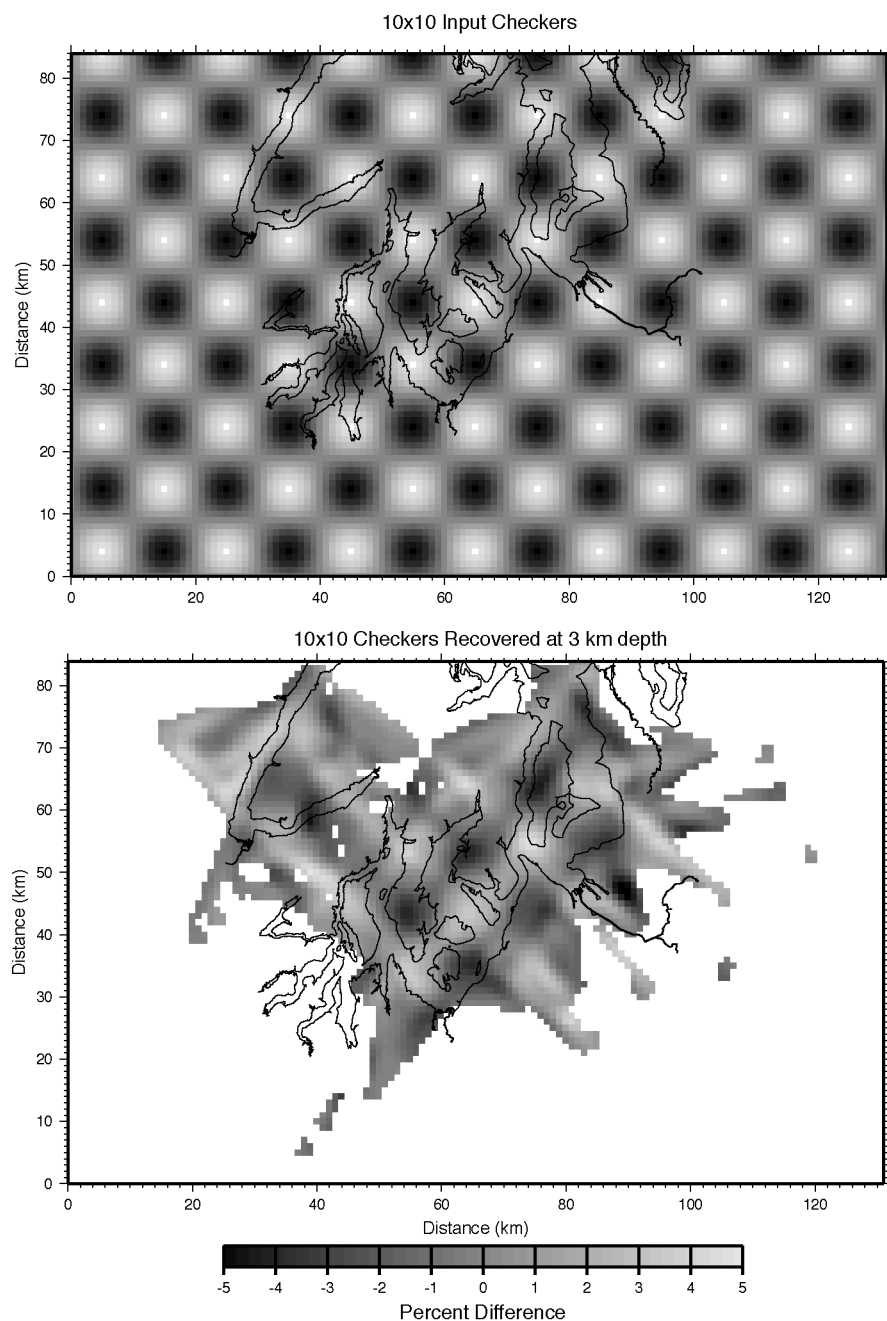 10x10 Input Checkers
80
70
60
50
40
30
20
10
0
Distance (km)
0 20 40 60 80 100 120
10x10 Checkers Recovered at 3 km depth
80
70
60
50
40
30
20
10
0
Distance (km)
0 20 40 60 80 100 120
Distance (km)
-5 -4 -3 -2 -1 0 1 2 3 4 5
Percent Difference